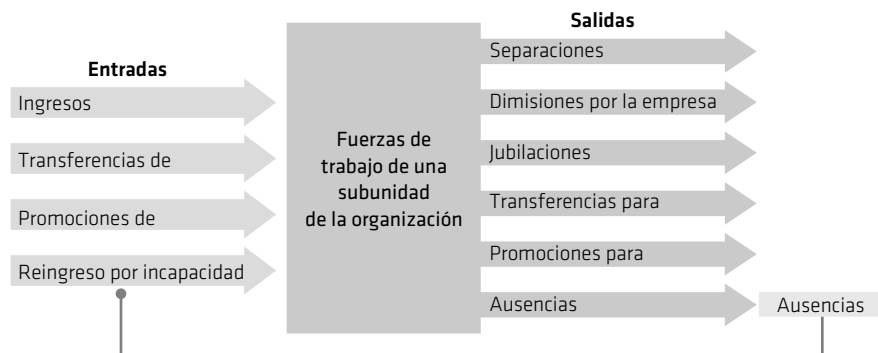 Entradas
Ingresos
Transferencias de
Promociones de
Reingreso por incapacidad
Fuerzas de
trabajo de una
subunidad
de la organización
Salidas
Separaciones
Dimisiones por la empresa
Jubilaciones
Transferencias para
Promociones para
Ausencias
Ausencias